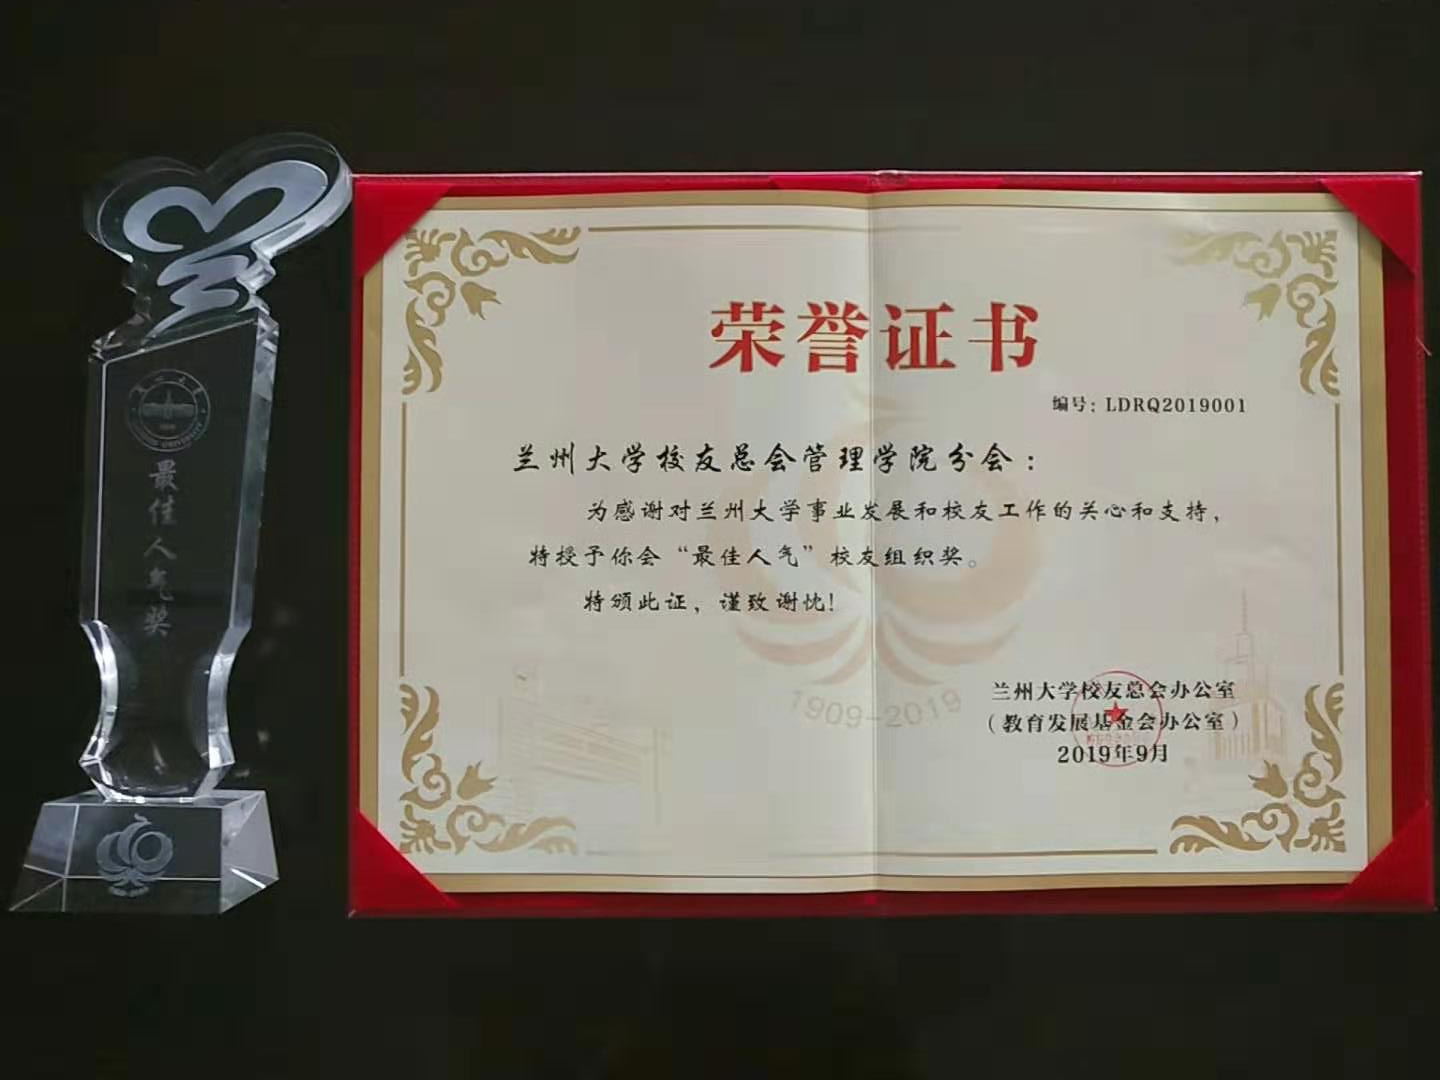 最佳人气奖
荣誉证书
编号：LDRQ2019001
兰州大学校友总会管理学院分会：
为感谢对兰州大学事业发展和校友工作的关心和支持，
特授予你会“最佳人气”校友组织奖。
特颁此证，谨致谢忱！
1909-2019
兰州大学校友总会办公室
（教育发展基金会办公室）
2019年9月